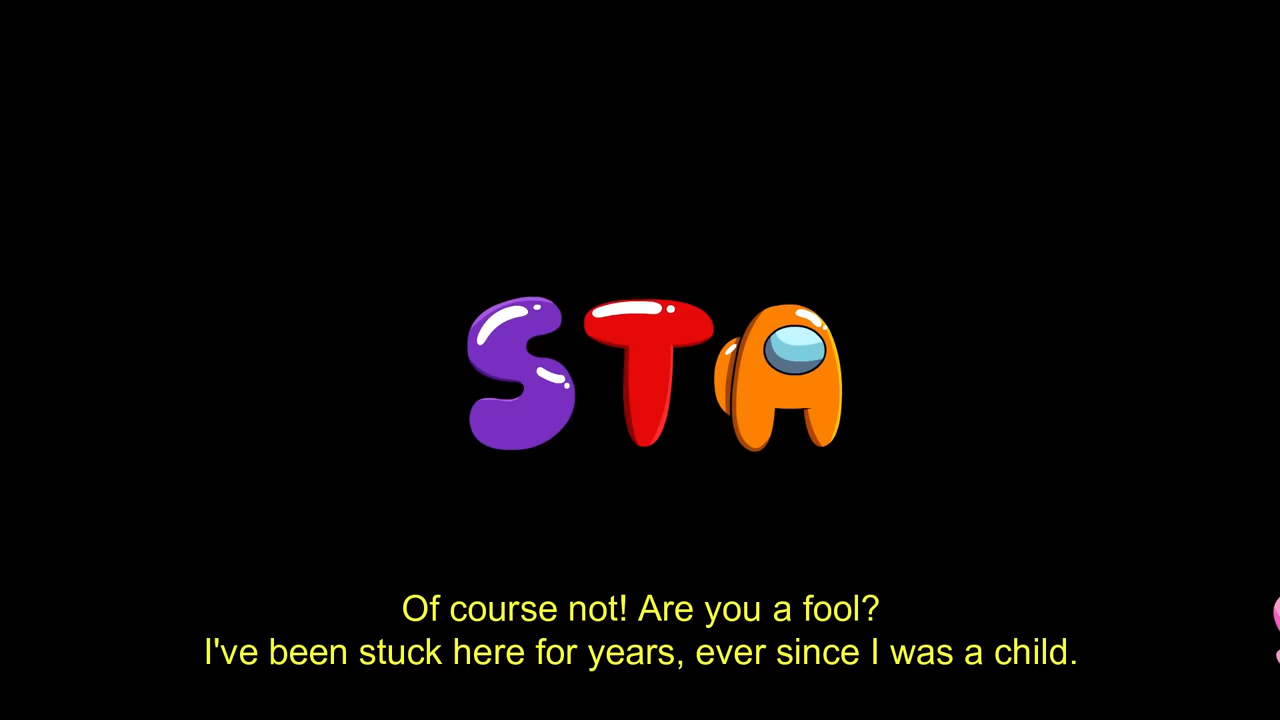 STA
Of course not! Are you a fool?
I've been stuck here for years, ever since I was a child.